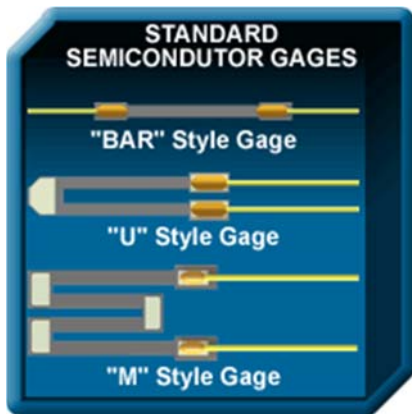 STANDARD
SEMICONDUTOR GAGES
"BAR" Style Gage
"U" Style Gage
"M" Style Gage